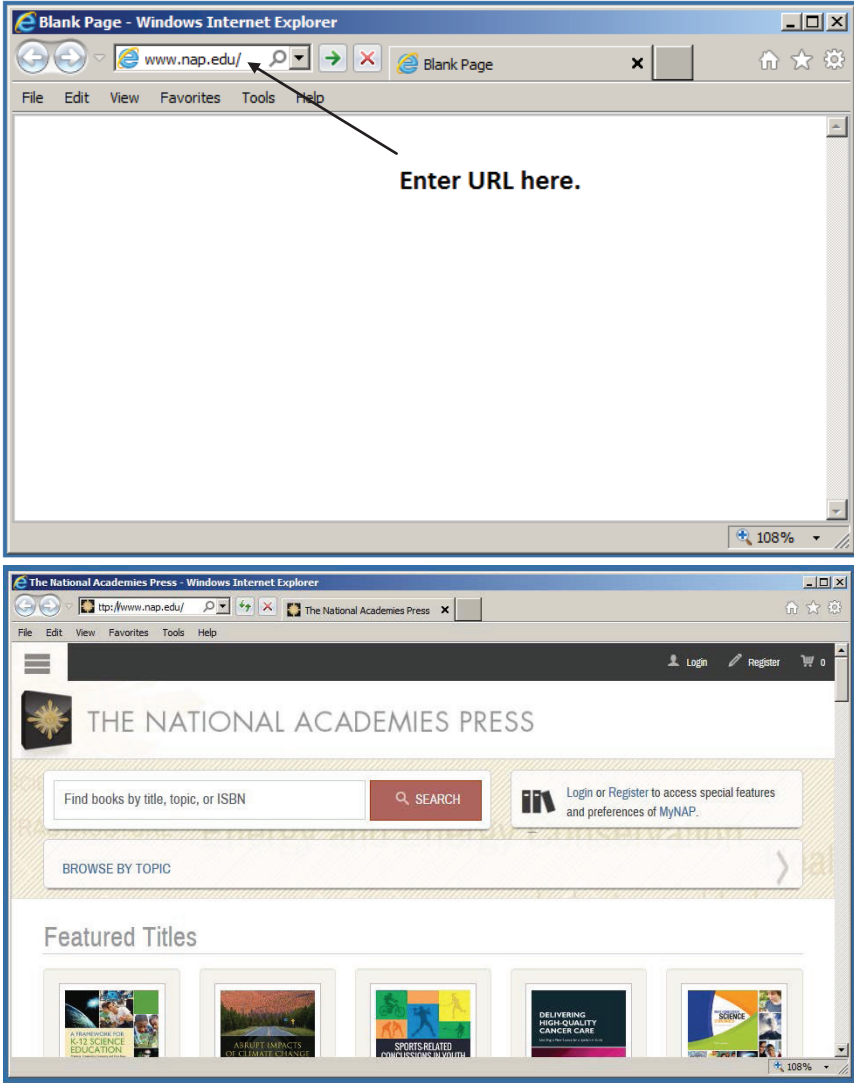 Blank Page - Windows Internet Explorer
www.nap.edu/
Blank Page
File Edit View Favorites Tools Help
Enter URL here.
108%
The National Academies Press - Windows Internet Explorer
ttp://www.nap.edu/
The National Academies Press
File Edit View Favorites Tools Help
Login Register 0
THE NATIONAL ACADEMIES PRESS
Find books by title, topic, or ISBN
SEARCH
Login or Register to access special features
and preferences of MyNAP.
Energy and Energy Conservation
BROWSE BY TOPIC
Featured Titles
A FRAMEWORK FOR
K-12 SCIENCE
EDUCATION
ABRUPT IMPACTS
OF CLIMATE CHANGE
SPORTS-RELATED
CONCUSSIONS IN YOUTH
DELIVERING
HIGH-QUALITY
CANCER CARE
SCIENCE
108%